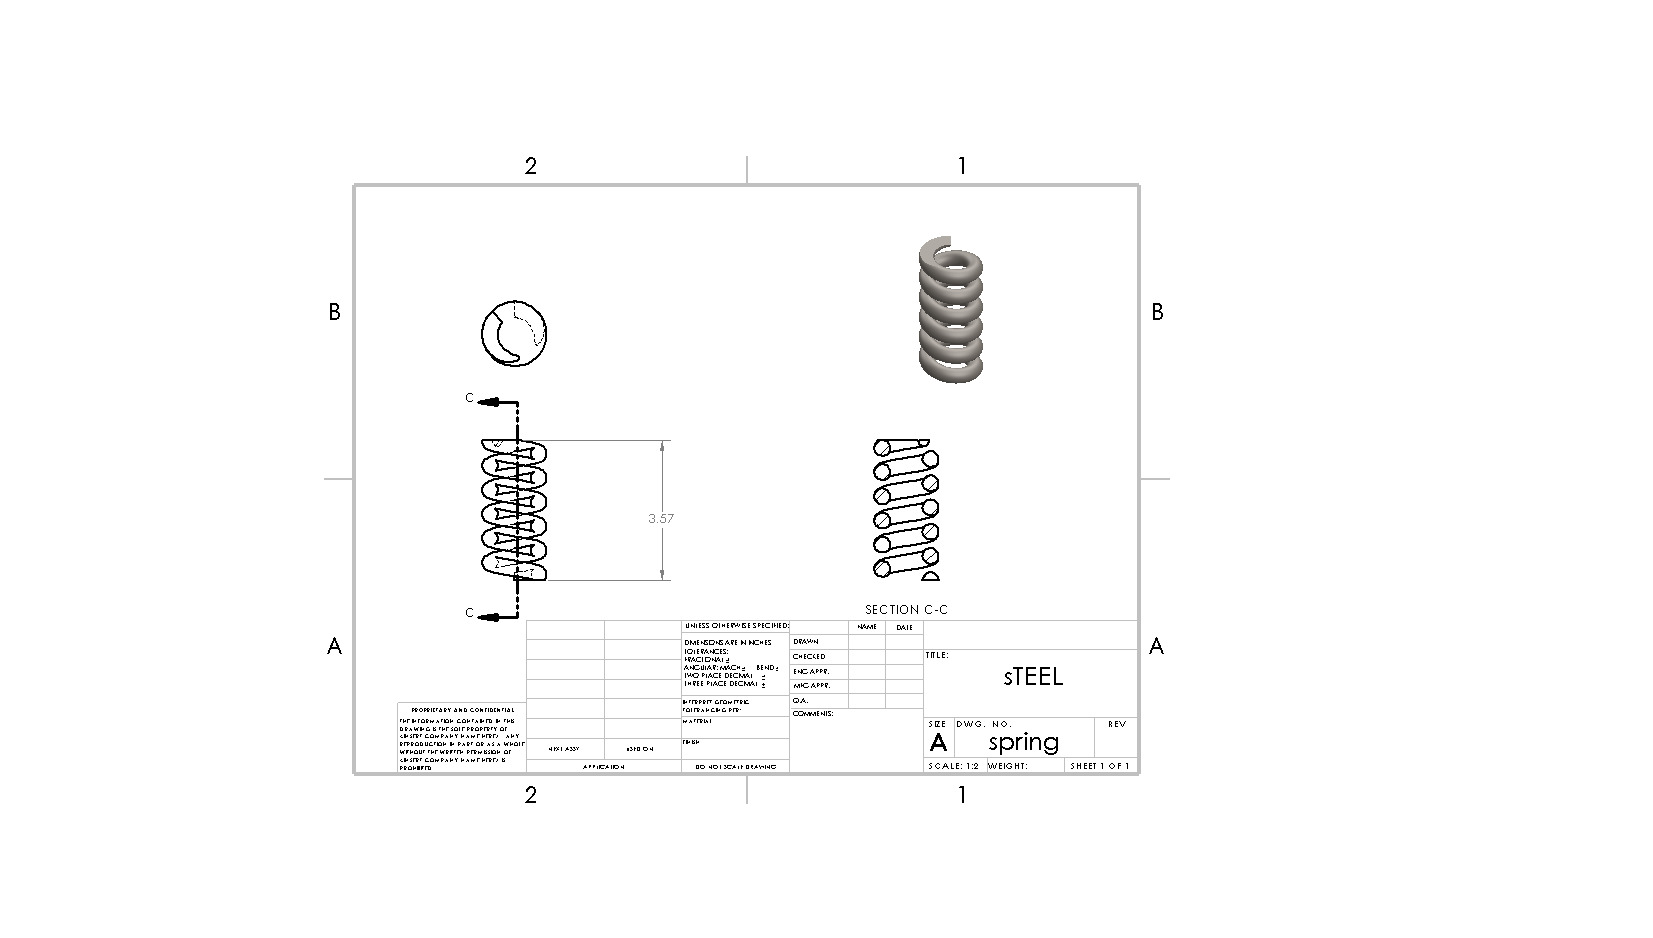 2
1
B
B
C
3.57
C
SECTION C-C
A
A
UNLESS OTHERWISE SPECIFIED:
DIMENSIONS ARE IN INCHES
TOLERANCES:
FRACTIONAL ±
ANGULAR: MACH ± BEND ±
TWO PLACE DECIMAL ±
THREE PLACE DECIMAL ±
INTERPRET GEOMETRIC
TOLERANCING PER:
MATERIAL
FINISH
DO NOT SCALE DRAWING
NAME
DATE
DRAWN
CHECKED
ENG APPR.
MFG APPR.
Q.A.
COMMENTS:
TITLE:
sTEEL
SIZE
A
DWG. NO.
spring
REV
SCALE: 1:2
WEIGHT:
SHEET 1 OF 1
PROPRIETARY AND CONFIDENTIAL
THE INFORMATION CONTAINED IN THIS
DRAWING IS THE SOLE PROPERTY OF
<INSERT COMPANY NAME HERE>. ANY
REPRODUCTION IN PART OR AS A WHOLE
WITHOUT THE WRITTEN PERMISSION OF
<INSERT COMPANY NAME HERE> IS
PROHIBITED.
NEXT ASSY
USED ON
APPLICATION
2
1